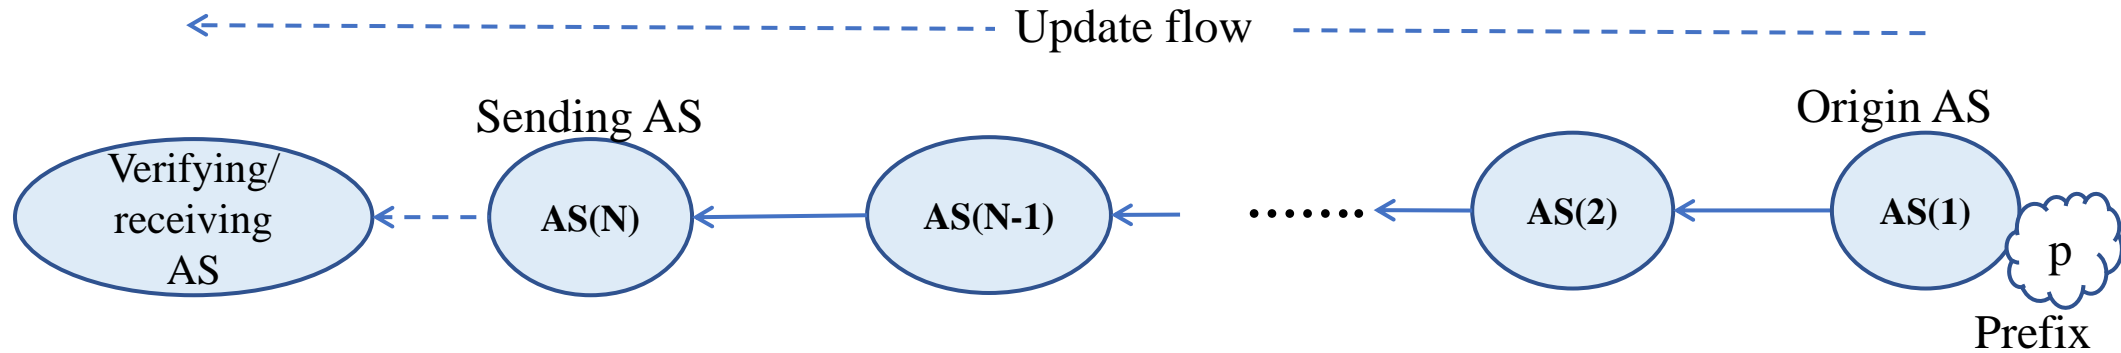 Update flow
Sending AS
Origin AS
Verifying/
receiving
AS
AS(N)
AS(N-1)
.......
AS(2)
AS(1)
p
Prefix